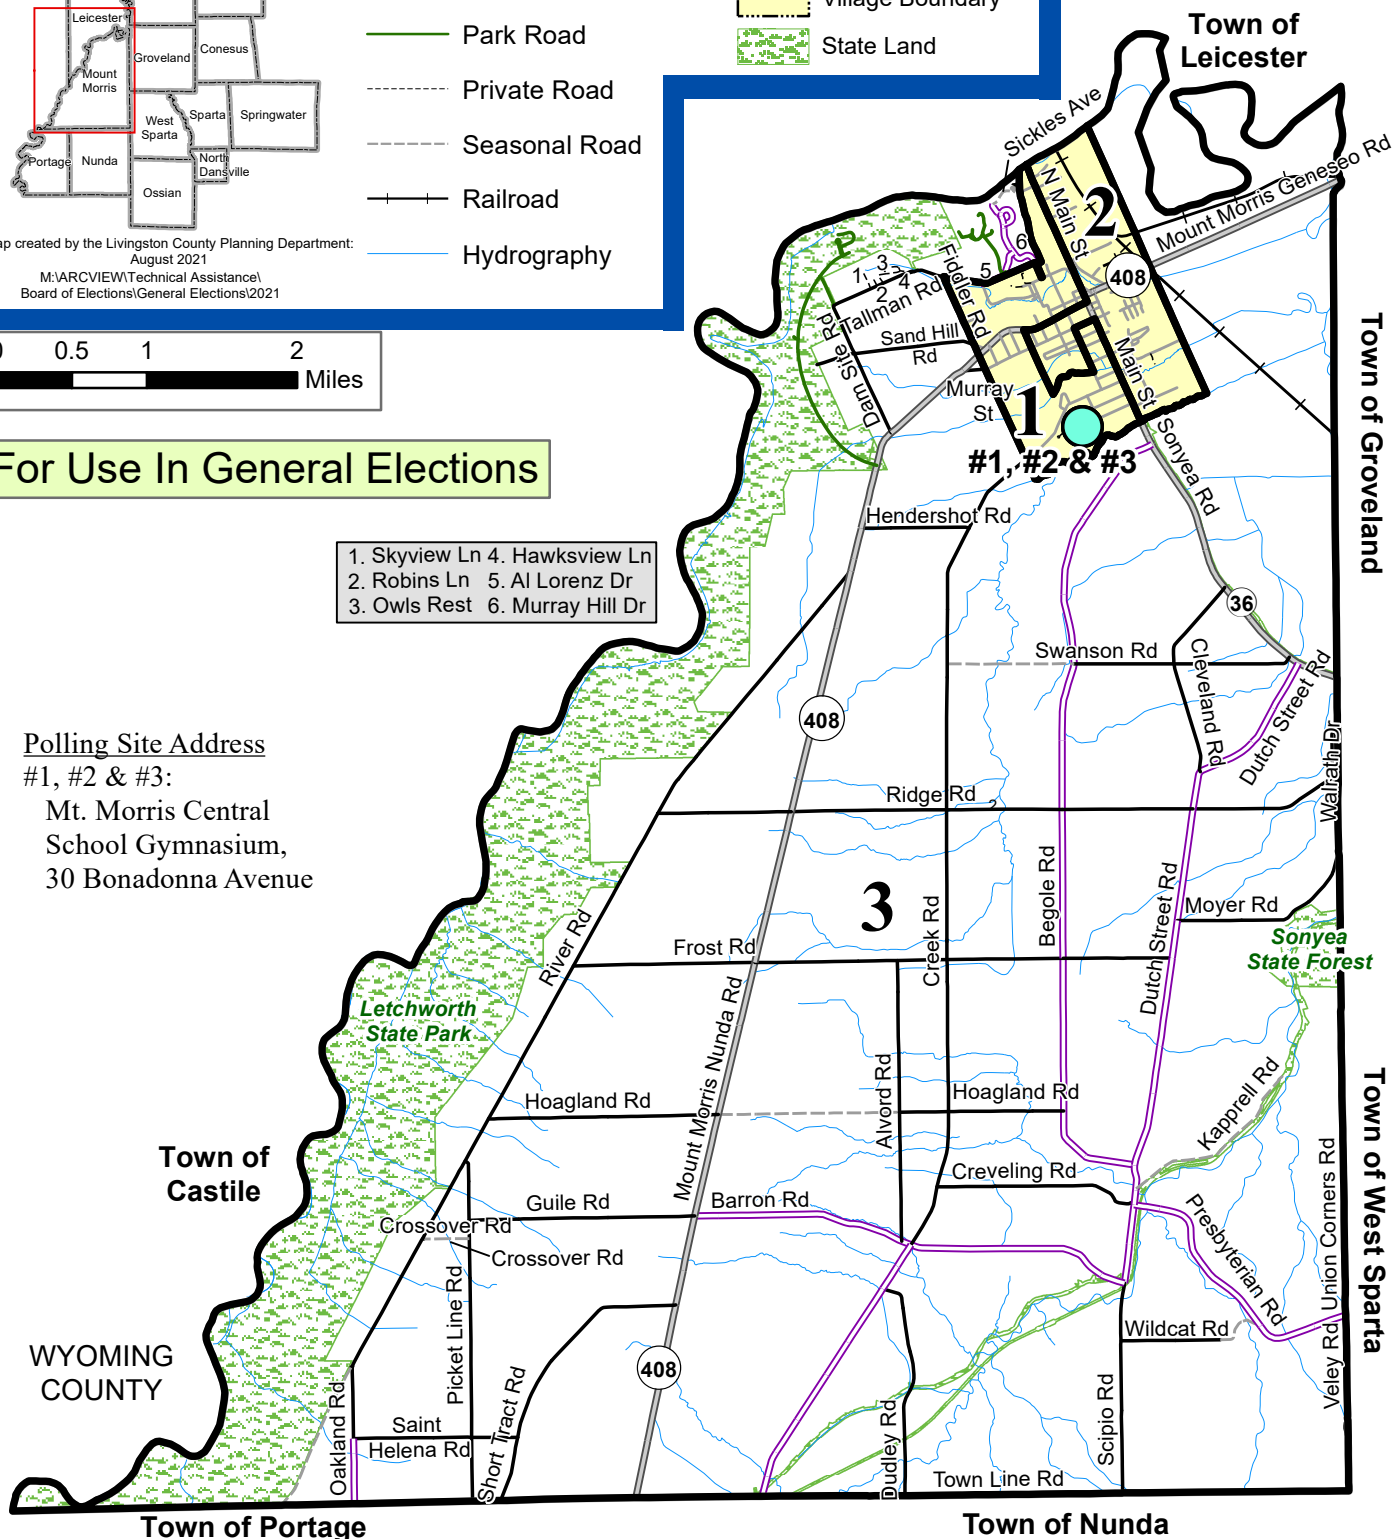 Village Boundary
State Land
Park Road
Private Road
Seasonal Road
Railroad
Hydrography
Leicester
Groveland
Conesus
Mount
Morris
West
Sparta
Sparta
Springwater
Portage
Nunda
North
Dansville
Ossian
ap created by the Livingston County Planning Department:
August 2021
M:\ARCVIEW\Technical Assistance\
Board of Elections\General Elections\2021
0 0.5 1 2
Miles
For Use In General Elections
1. Skyview Ln 4. Hawksview Ln
2. Robins Ln 5. Al Lorenz Dr
3. Owls Rest 6. Murray Hill Dr
Polling Site Address
#1, #2 & #3:
Mt. Morris Central
School Gymnasium,
30 Bonadonna Avenue
Town of
Leicester
Sickles Ave
N Main St
2
Mount Morris Geneseo Rd
408
6
5
3
1
4
2
Tallman Rd
Fiddler Rd
Dam Site Rd
Sand Hill
Rd
Murray
St
Main St
1
#1, #2 & #3
Sonyea Rd
Town of Groveland
Hendershot Rd
36
Swanson Rd
Cleveland Rd
Dutch Street Rd
Walrath Dr
408
Ridge Rd
2
3
Creek Rd
Begole Rd
Dutch Street Rd
Moyer Rd
Sonyea
State Forest
Frost Rd
River Rd
Letchworth
State Park
Mount Morris Nunda Rd
Alvord Rd
Hoagland Rd
Hoagland Rd
Kapprell Rd
Town of West Sparta
Town of
Castile
Creveling Rd
Guile Rd
Barron Rd
Crossover Rd
Crossover Rd
Presbyterian Rd
Union Corners Rd
Picket Line Rd
Wildcat Rd
Veley Rd
WYOMING
COUNTY
408
Oakland Rd
Saint
Helena Rd
Short Tract Rd
Dudley Rd
Scipio Rd
Town Line Rd
Town of Portage
Town of Nunda